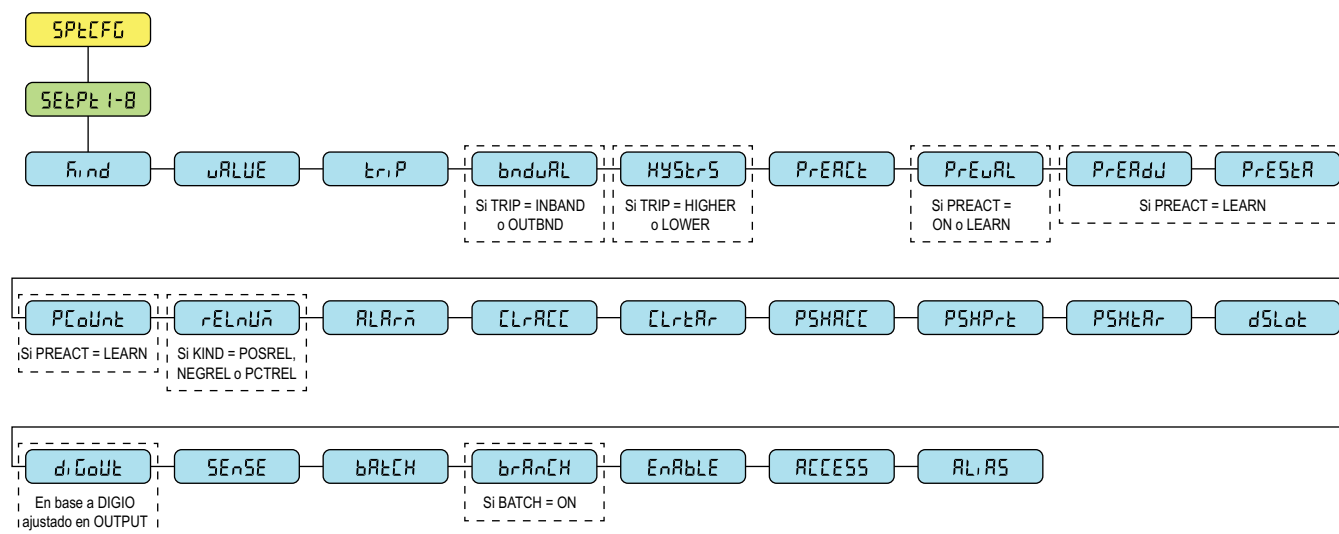 SPtCFG
SEtPt 1-8
Kind
vALUE
triP
bndvAL
HYStrS
PrEACt
PrEvAL
PrEAdJ
PrEStA
Si TRIP = INBAND
o OUTBND
Si TRIP = HIGHER
o LOWER
Si PREACT =
ON o LEARN
Si PREACT = LEARN
PCoUnt
rELnUm
ALArm
CLrACC
CLrtAr
PSHACC
PSHPrt
PSHtAr
dSLot
Si PREACT = LEARN
Si KIND = POSREL,
NEGREL o PCTREL
diGoUt
SEnSE
bAtCH
brAnCH
EnAbLE
ACCESS
ALiAS
En base a DIGIO
ajustado en OUTPUT
Si BATCH = ON